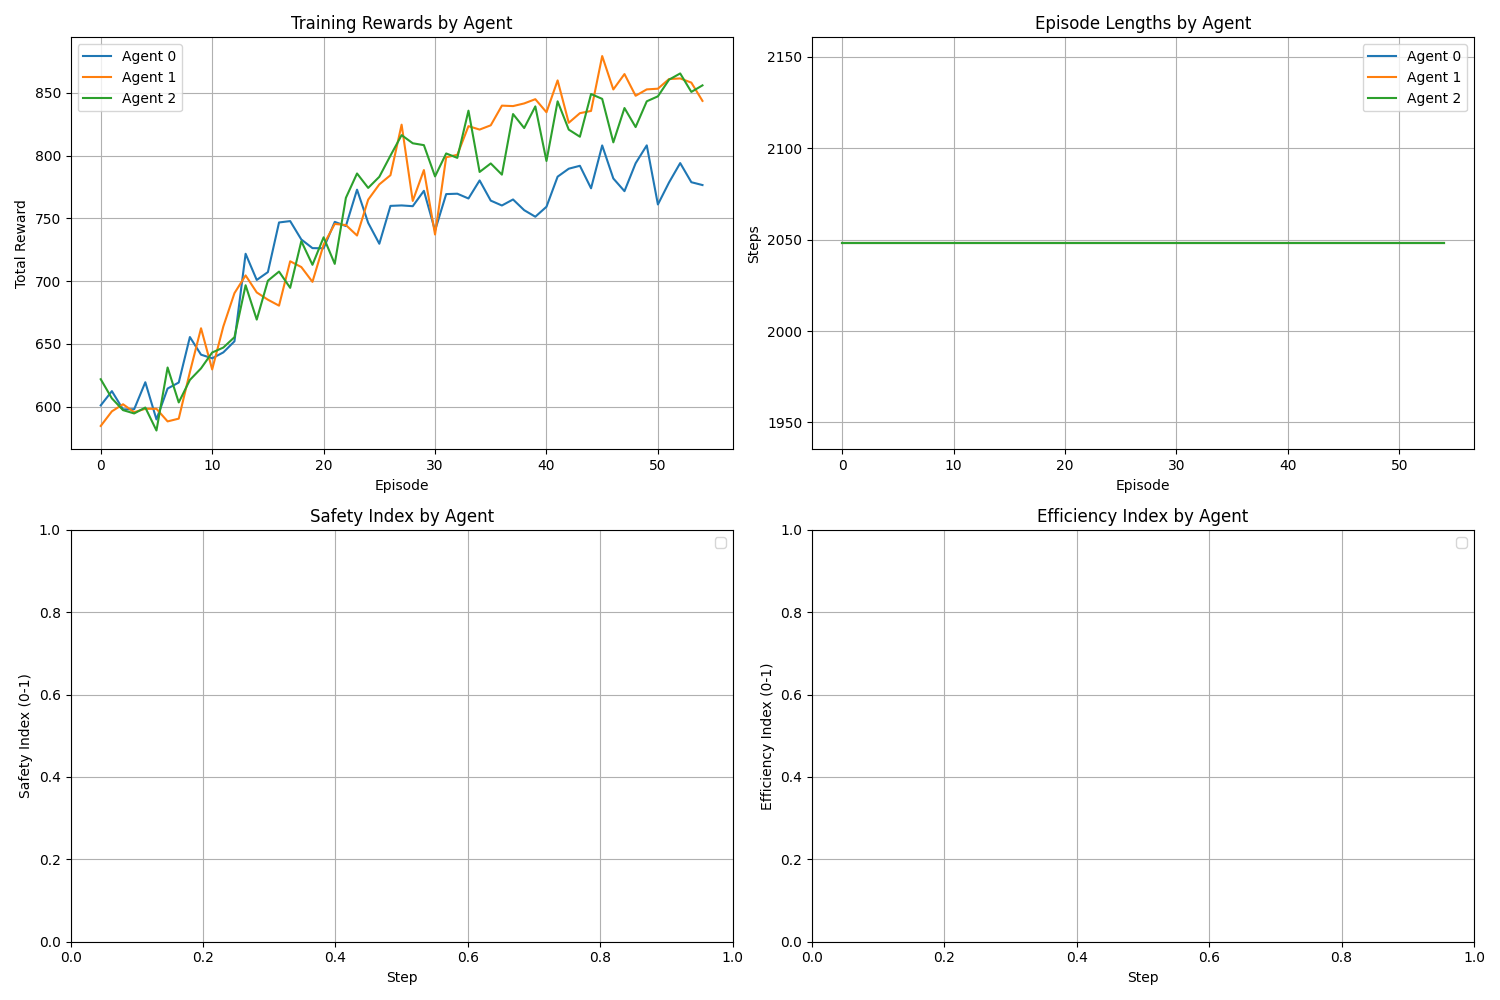 Training Rewards by Agent
Agent 0
Agent 1
Agent 2
850
800
750
700
650
600
Total Reward
0 10 20 30 40 50
Episode
Episode Lengths by Agent
Agent 0
Agent 1
Agent 2
2150
2100
2050
2000
1950
Steps
0 10 20 30 40 50
Episode
Safety Index by Agent
1.0
0.8
0.6
0.4
0.2
0.0
Safety Index (0-1)
0.0 0.2 0.4 0.6 0.8 1.0
Step
Efficiency Index by Agent
1.0
0.8
0.6
0.4
0.2
0.0
Efficiency Index (0-1)
0.0 0.2 0.4 0.6 0.8 1.0
Step